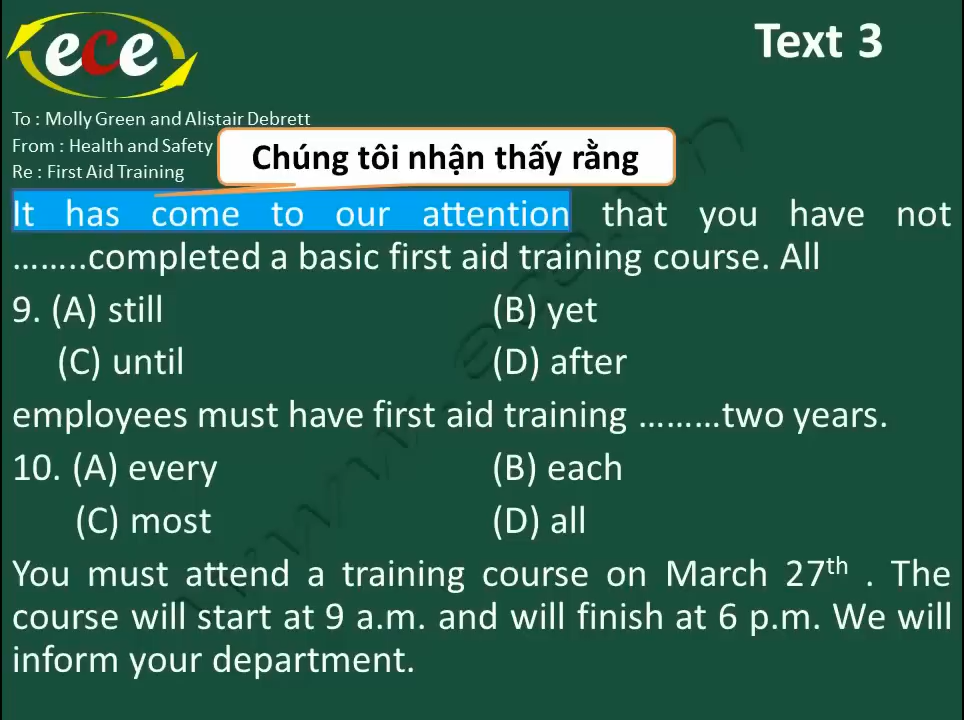 ece
Text 3
To : Molly Green and Alistair Debrett
From : Health and Safety
Re : First Aid Training
Chúng tôi nhận thấy rằng
It has come to our attention that you have not
……..completed a basic first aid training course. All
9. (A) still (B) yet
(C) until (D) after
employees must have first aid training ………two years.
10. (A) every (B) each
(C) most (D) all
You must attend a training course on March 27th . The
course will start at 9 a.m. and will finish at 6 p.m. We will
inform your department.